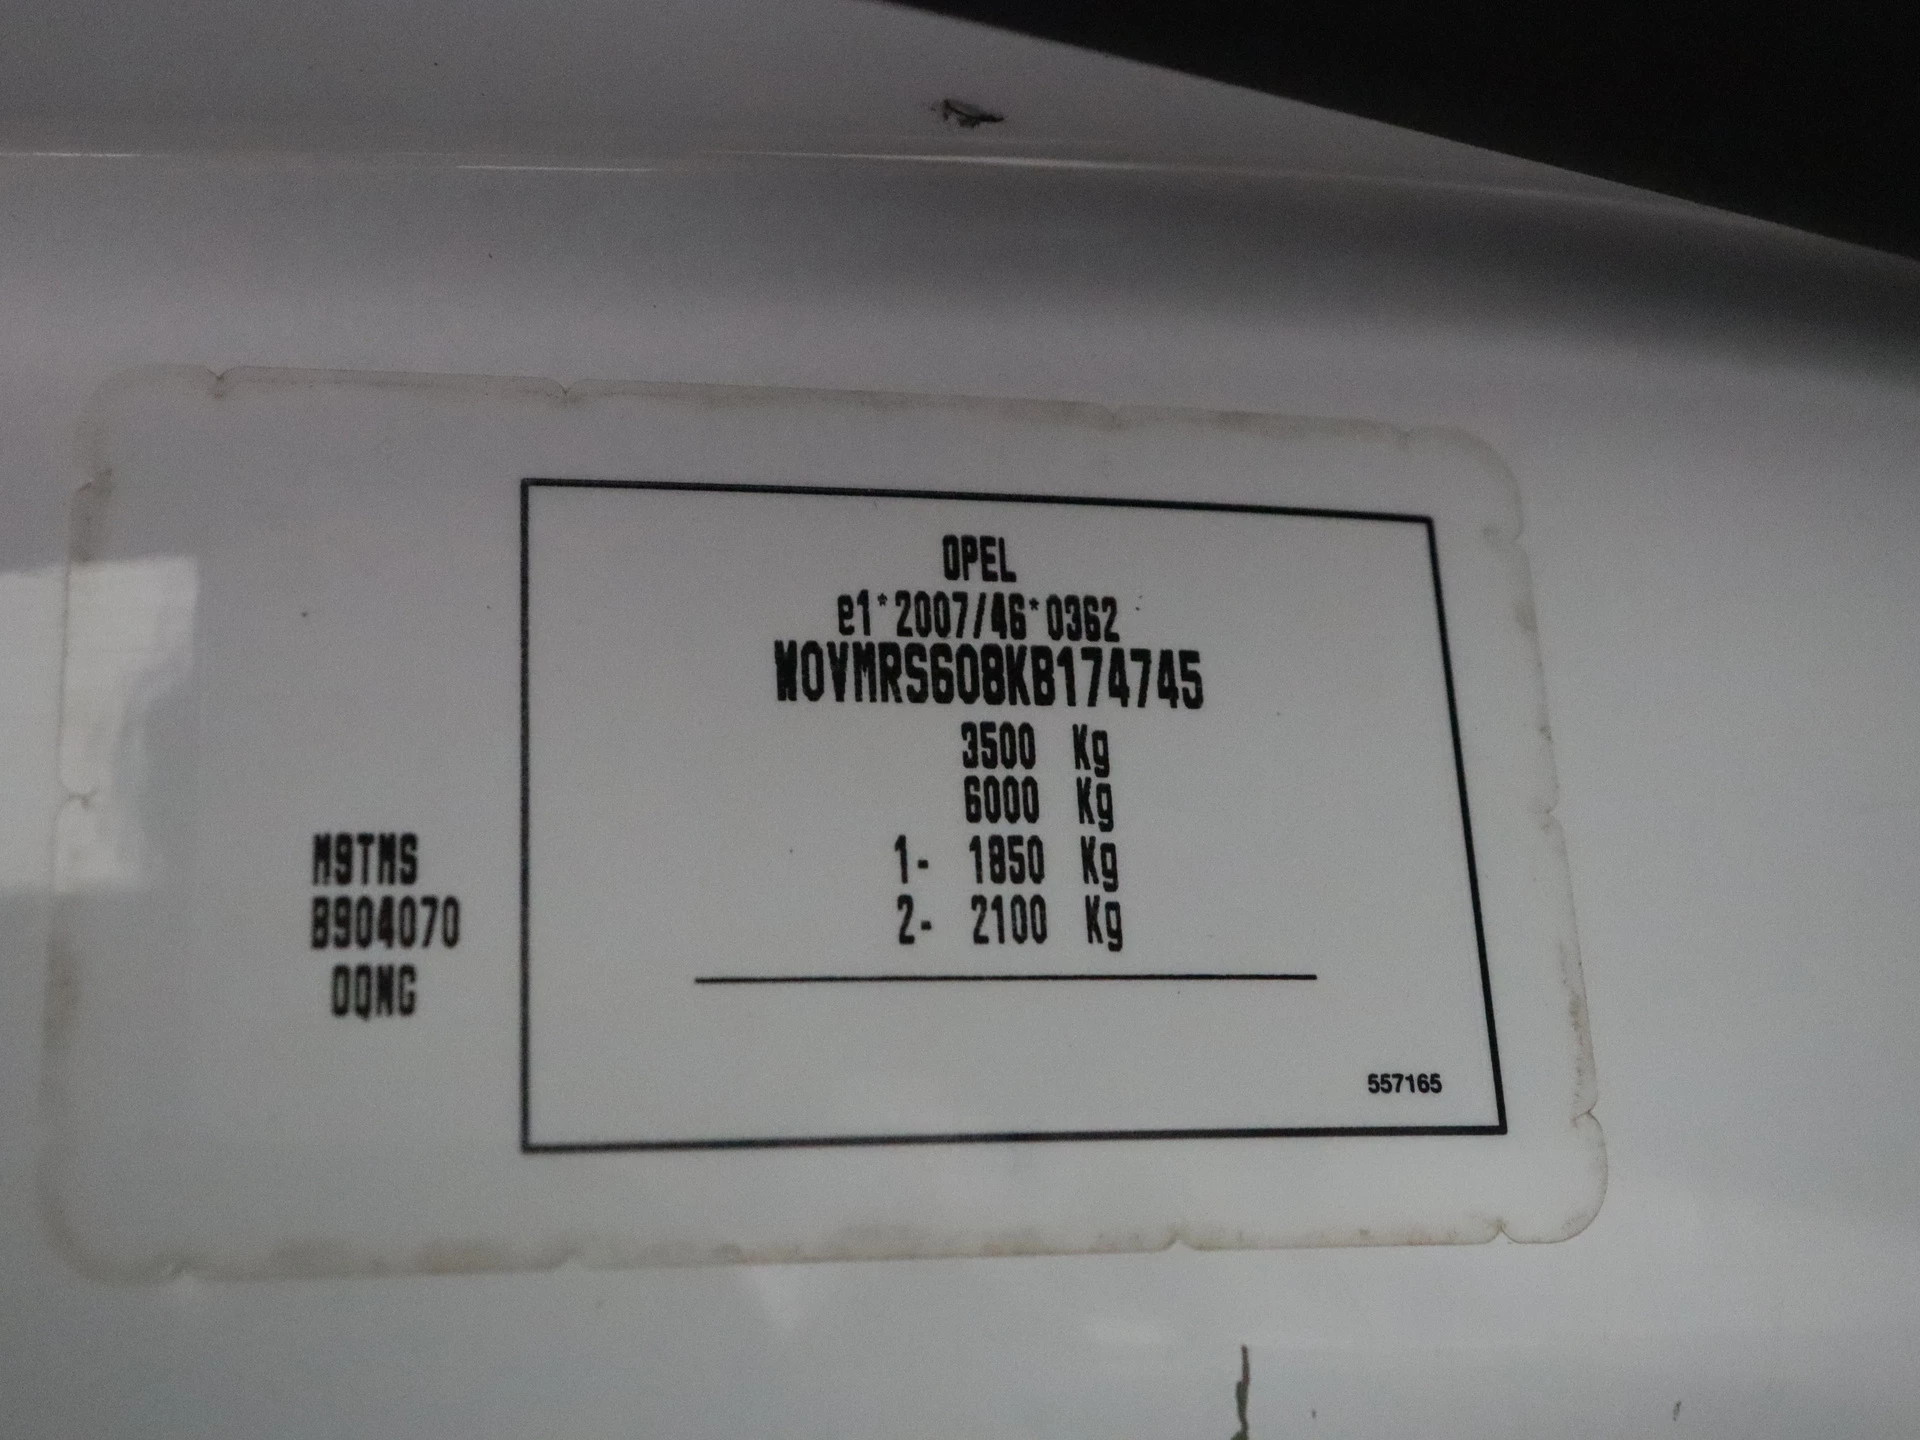 OPEL
e1*2007/46*0362
W0VMRS608KB174745
3500 Kg
6000 Kg
1- 1850 Kg
2- 2100 Kg
M9TMS
B904070
0QMG
557165